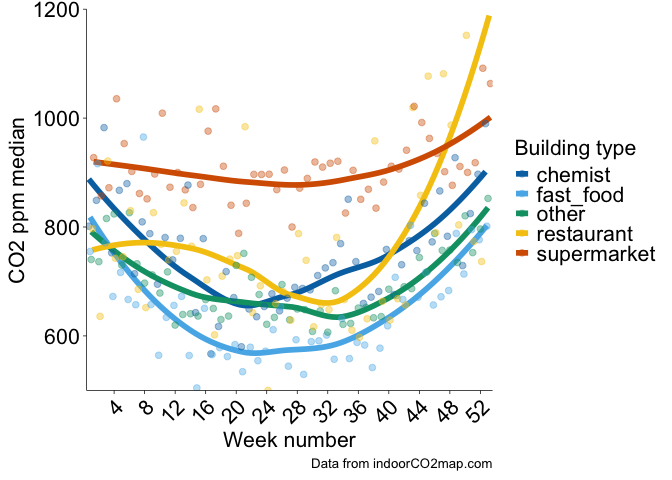 1200
1000
800
600
CO2 ppm median
4
8
12
16
20
24
28
32
36
40
44
48
52
Week number
Building type
chemist
fast_food
other
restaurant
supermarket
Data from indoorCO2map.com